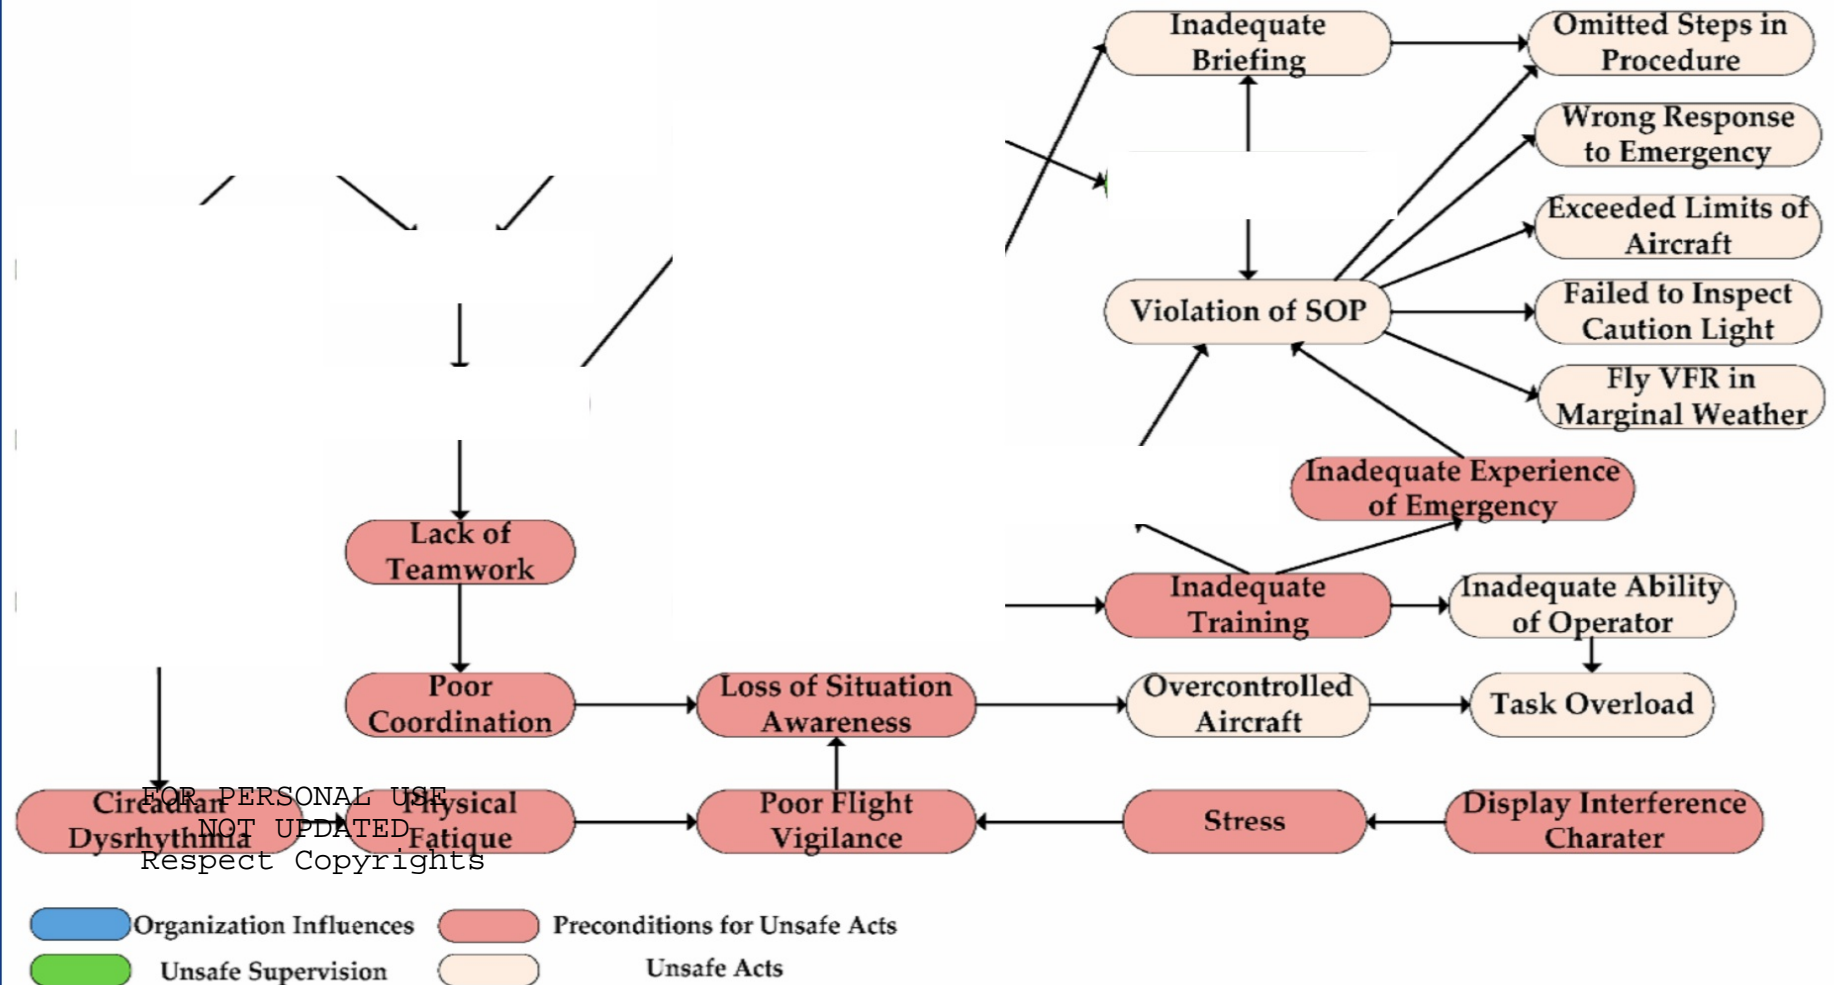 Inadequate
Briefing
Omitted Steps in
Procedure
Wrong Response
to Emergency
Exceeded Limits of
Aircraft
Violation of SOP
Failed to Inspect
Caution Light
Fly VFR in
Marginal Weather
Inadequate Experience
of Emergency
Lack of
Teamwork
Inadequate
Training
Inadequate Ability
of Operator
Poor
Coordination
Loss of Situation
Awareness
Overcontrolled
Aircraft
Task Overload
Circadian
Dysrhythmia
Physical
Fatique
Poor Flight
Vigilance
Stress
Display Interference
Charater
FOR PERSONAL USE
NOT UPDATED
Respect Copyrights
Organization Influences
Preconditions for Unsafe Acts
Unsafe Supervision
Unsafe Acts